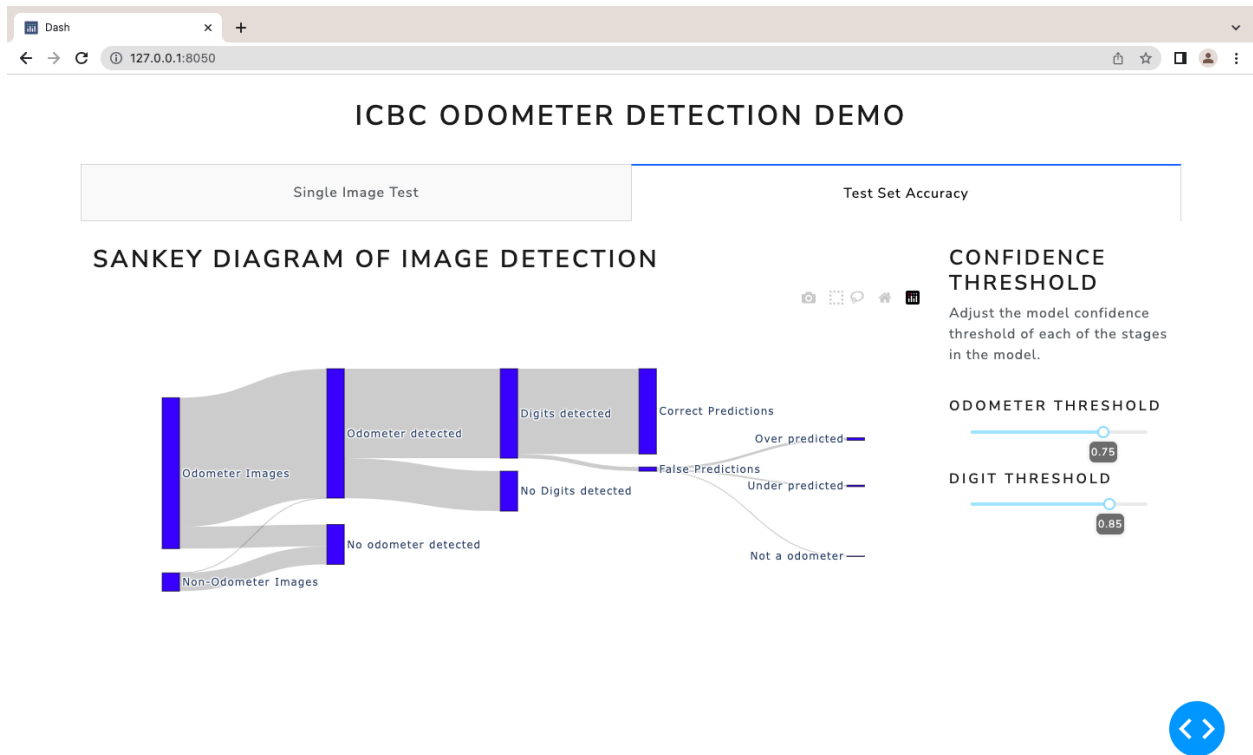 Dash
127.0.0.1:8050
ICBC ODOMETER DETECTION DEMO
Single Image Test
Test Set Accuracy
SANKEY DIAGRAM OF IMAGE DETECTION
Odometer Images
Non-Odometer Images
Odometer detected
No odometer detected
Digits detected
No Digits detected
Correct Predictions
False Predictions
Over predicted
Under predicted
Not a odometer
CONFIDENCE
THRESHOLD
Adjust the model confidence
threshold of each of the stages
in the model.
ODOMETER THRESHOLD
0.75
DIGIT THRESHOLD
0.85